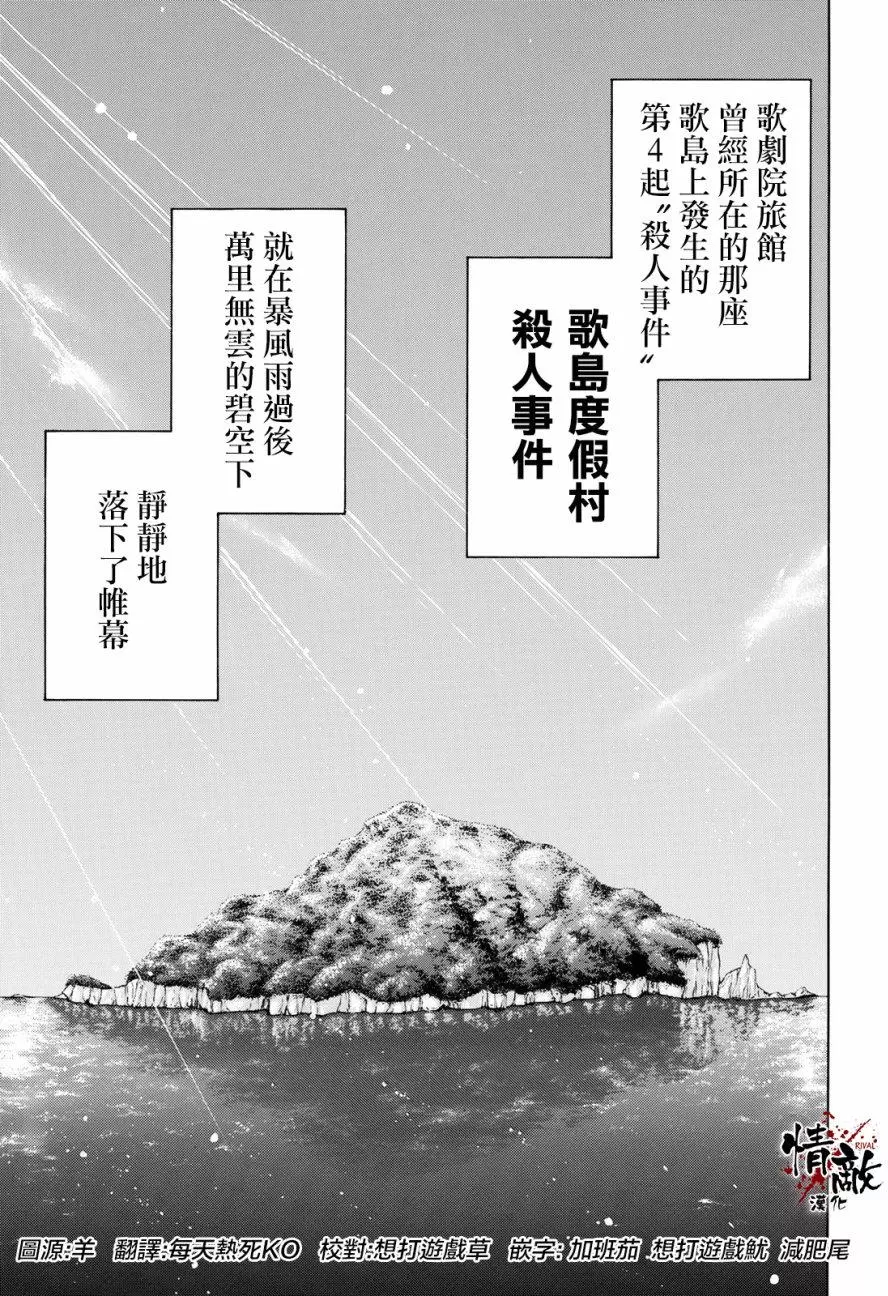 歌劇院旅館
曾經所在的那座
歌島上發生的
第4起〝殺人事件〞
歌島度假村
殺人事件
就在暴風雨過後
萬里無雲的碧空下
靜靜地
落下了帷幕
RIVAL
情敵
漢化
圖源:羊 翻譯:每天熱死KO 校對:想打遊戲草 嵌字: 加班茄 想打遊戲魷 減肥尾